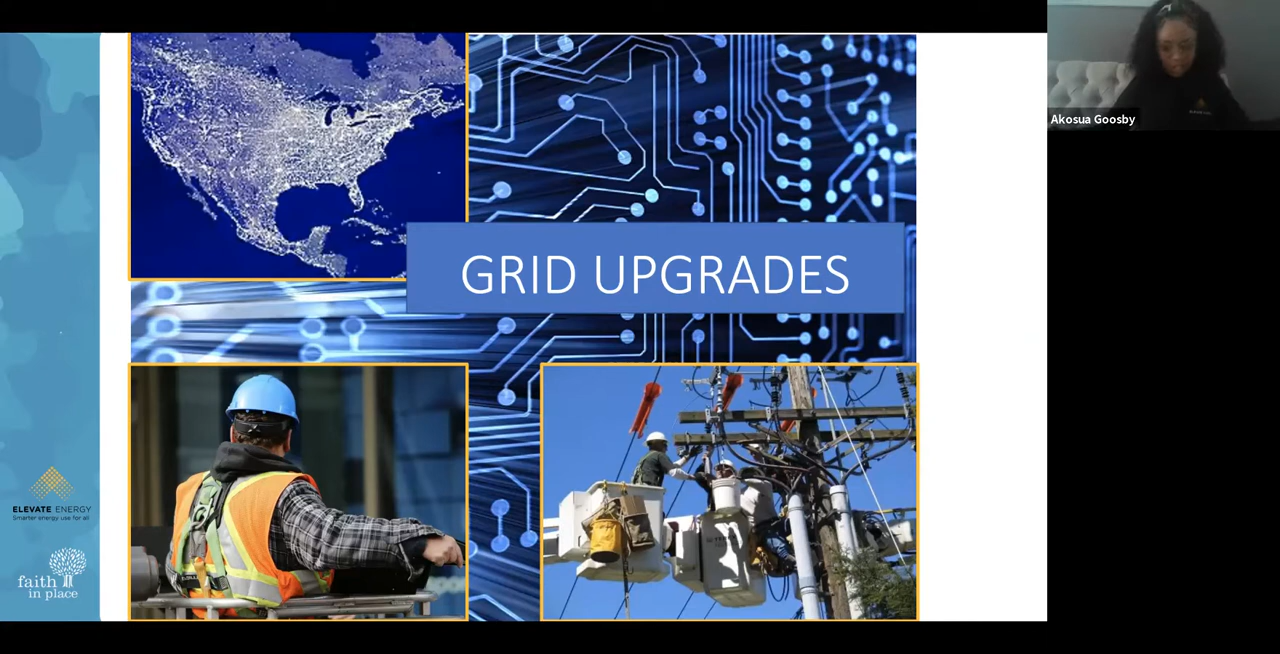 GRID UPGRADES
Akosua Goosby
ELEVATE ENERGY
Smarter energy use for all
faith
in place